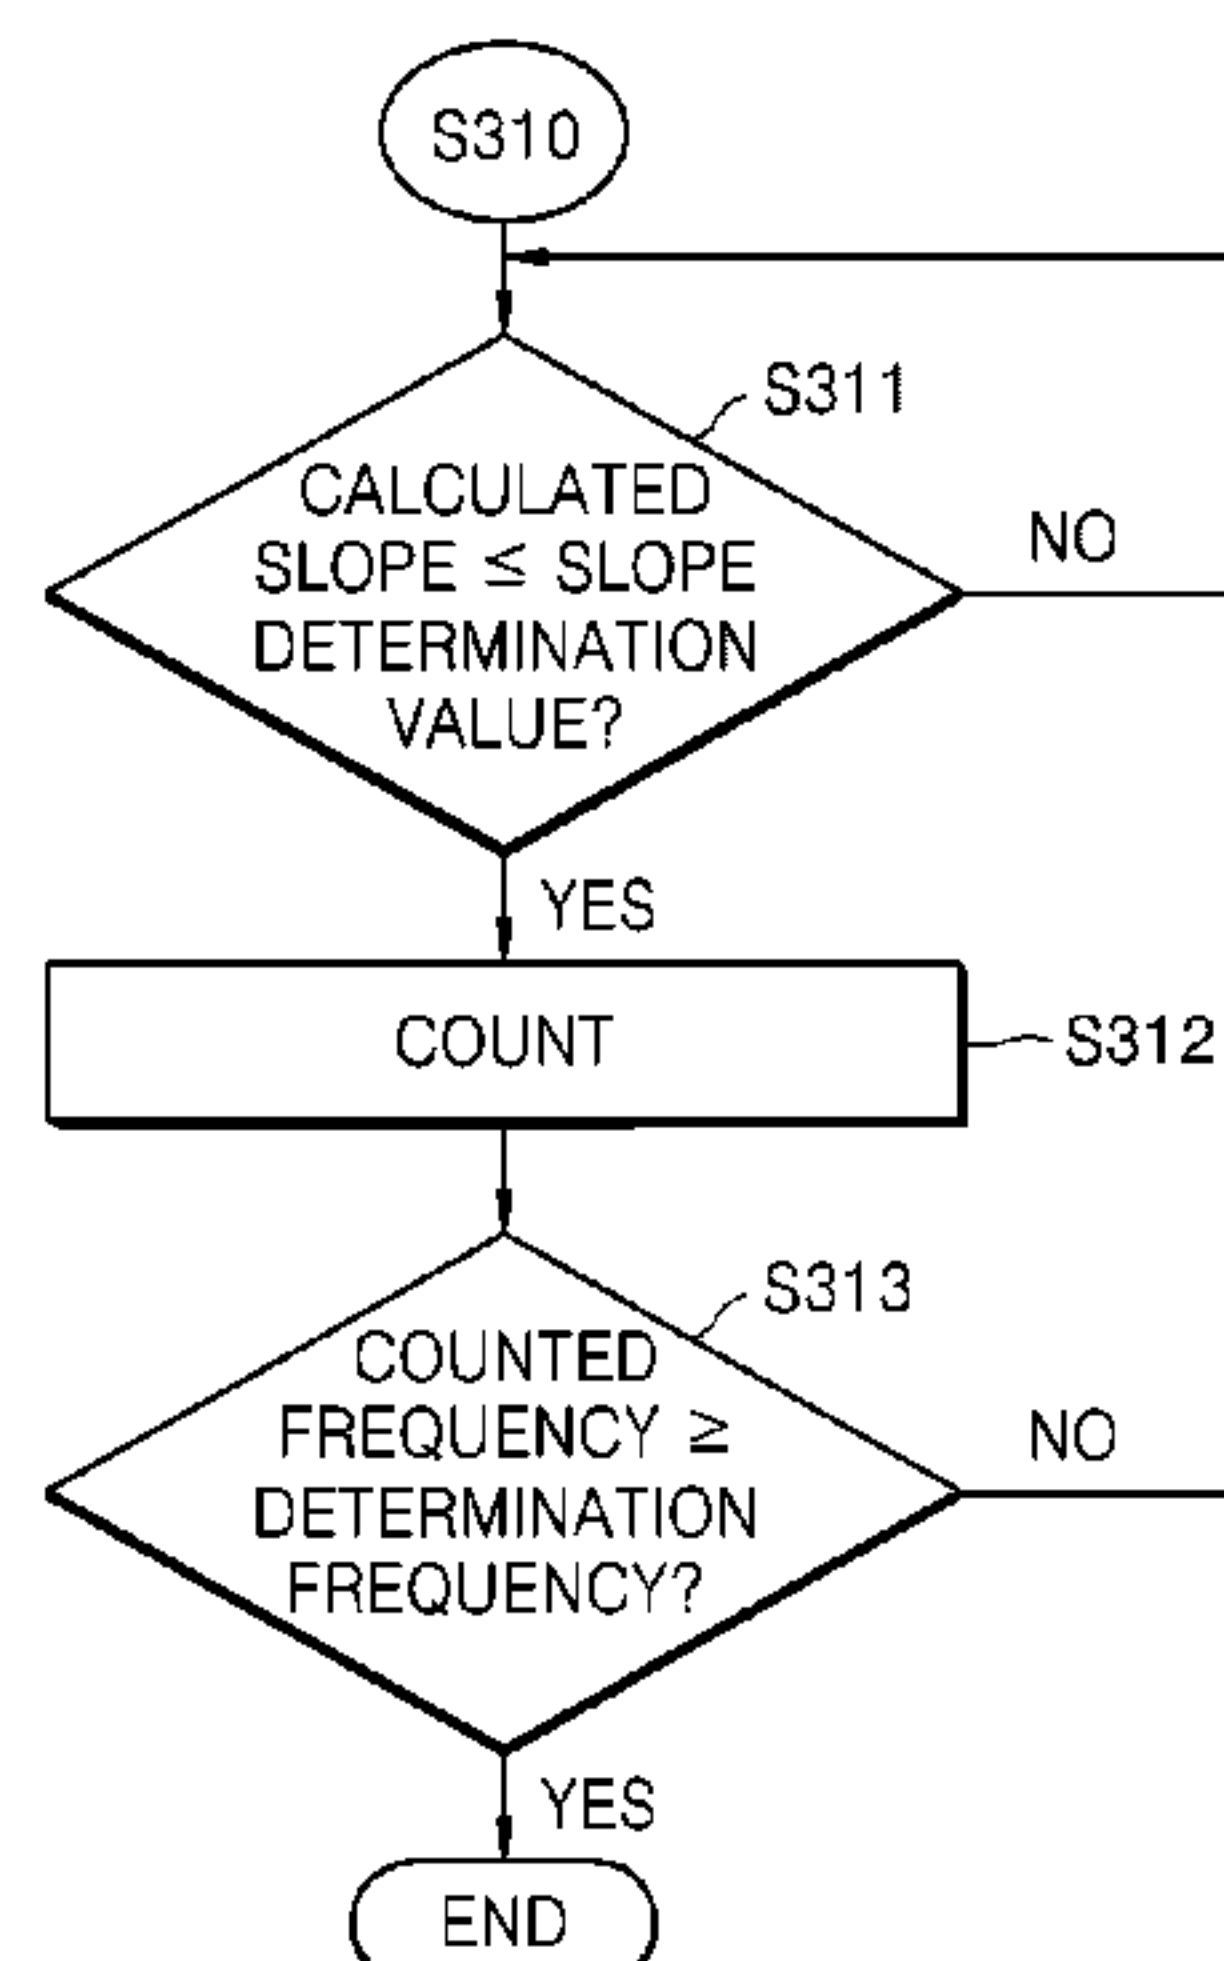 S310
S311
CALCULATED
SLOPE ≤ SLOPE
DETERMINATION
VALUE?
NO
YES
COUNT
S312
S313
COUNTED
FREQUENCY ≥
DETERMINATION
FREQUENCY?
NO
YES
END